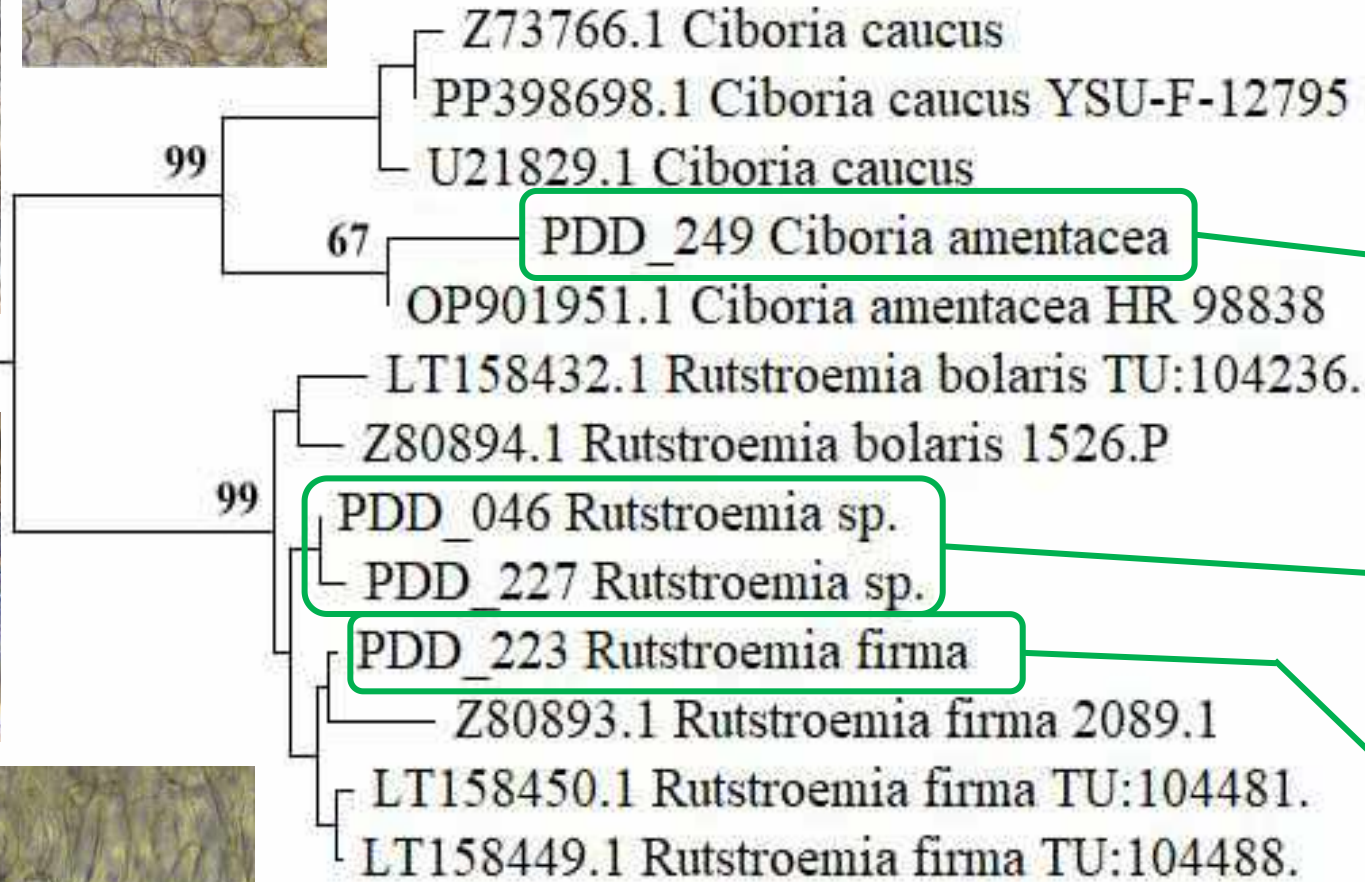 Z73766.1 Ciboria caucus
PP398698.1 Ciboria caucus YSU-F-12795
99
U21829.1 Ciboria caucus
67
PDD_249 Ciboria amentacea
OP901951.1 Ciboria amentacea HR 98838
LT158432.1 Rutstroemia bolaris TU:104236.
Z80894.1 Rutstroemia bolaris 1526.P
99
PDD_046 Rutstroemia sp.
PDD_227 Rutstroemia sp.
PDD_223 Rutstroemia firma
Z80893.1 Rutstroemia firma 2089.1
LT158450.1 Rutstroemia firma TU:104481.
LT158449.1 Rutstroemia firma TU:104488.